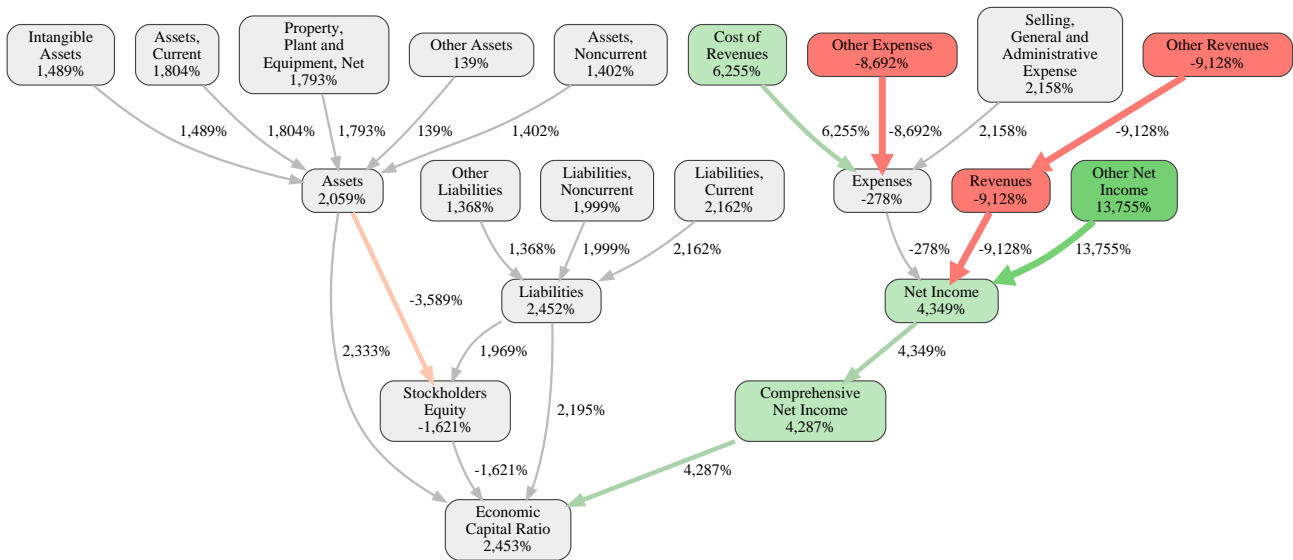 Intangible
Assets
1,489%
Assets,
Current
1,804%
Property,
Plant and
Equipment, Net
1,793%
Other Assets
139%
Assets,
Noncurrent
1,402%
Cost of
Revenues
6,255%
Other Expenses
-8,692%
Selling,
General and
Administrative
Expense
2,158%
Other Revenues
-9,128%
1,489%
1,804%
1,793%
139%
1,402%
6,255%
-8,692%
2,158%
-9,128%
Assets
2,059%
Other
Liabilities
1,368%
Liabilities,
Noncurrent
1,999%
Liabilities,
Current
2,162%
Expenses
-278%
Revenues
-9,128%
Other Net
Income
13,755%
1,368%
1,999%
2,162%
-278%
-9,128%
13,755%
Liabilities
2,452%
Net Income
4,349%
-3,589%
2,333%
1,969%
4,349%
Stockholders
Equity
-1,621%
2,195%
Comprehensive
Net Income
4,287%
-1,621%
4,287%
Economic
Capital Ratio
2,453%